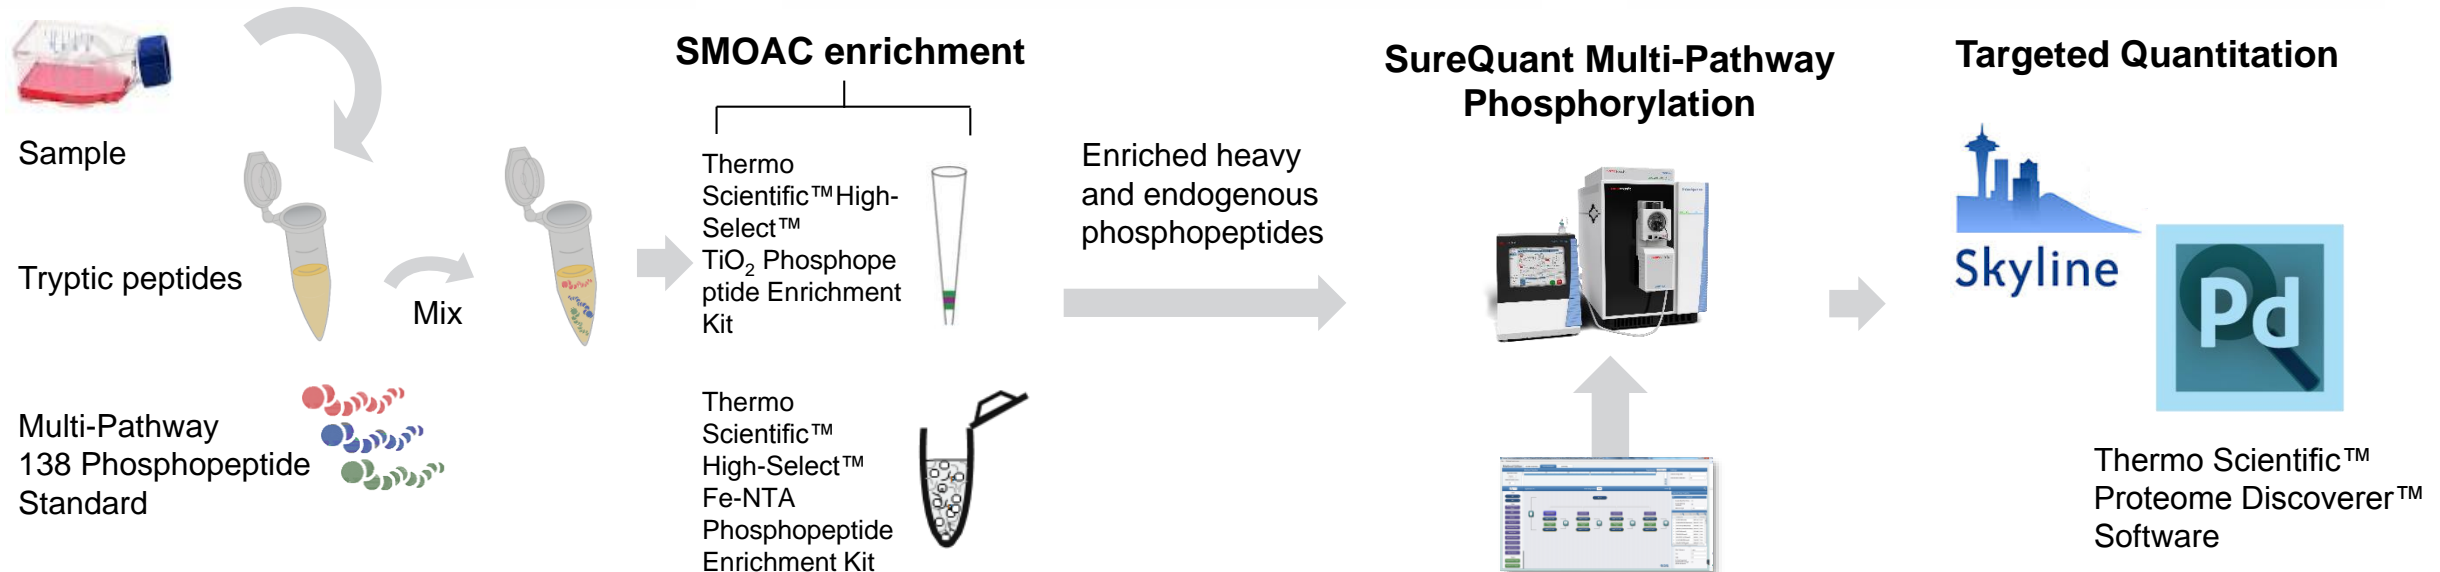 Sample
Tryptic peptides
Mix
Multi-Pathway
138 Phosphopeptide
Standard
SMOAC enrichment
Thermo
Scientific™High-
Select™
TiO₂ Phosphope
ptide Enrichment
Kit
Thermo
Scientific™
High-Select™
Fe-NTA
Phosphopeptide
Enrichment Kit
Enriched heavy
and endogenous
phosphopeptides
SureQuant Multi-Pathway
Phosphorylation
Targeted Quantitation
Skyline
Pd
Thermo Scientific™
Proteome Discoverer™
Software